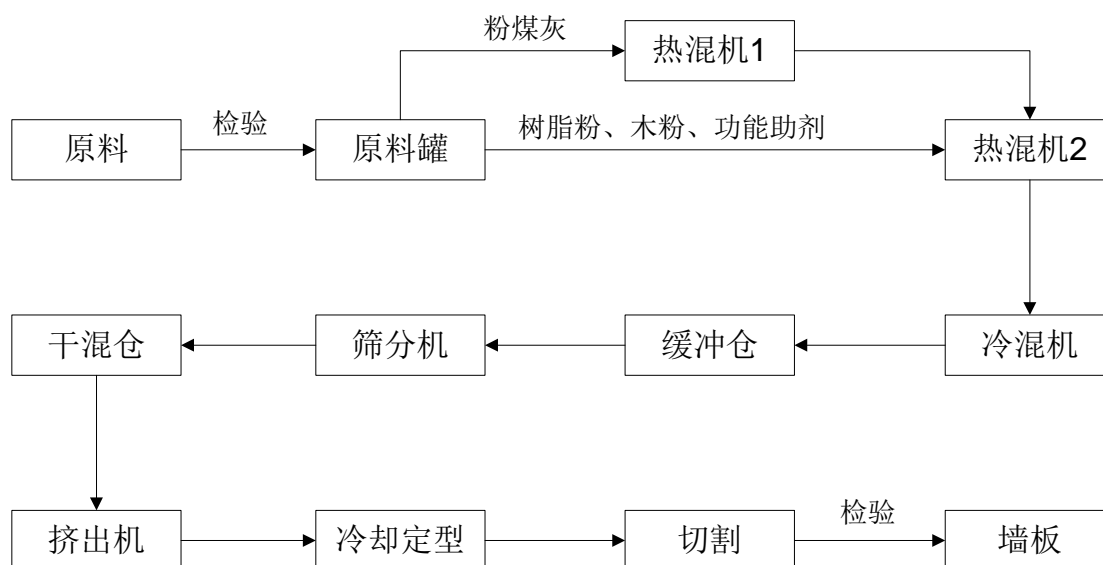 粉煤灰
热混机1
原料
检验
原料罐
树脂粉、木粉、功能助剂
热混机2
干混仓
筛分机
缓冲仓
冷混机
挤出机
冷却定型
切割
检验
墙板